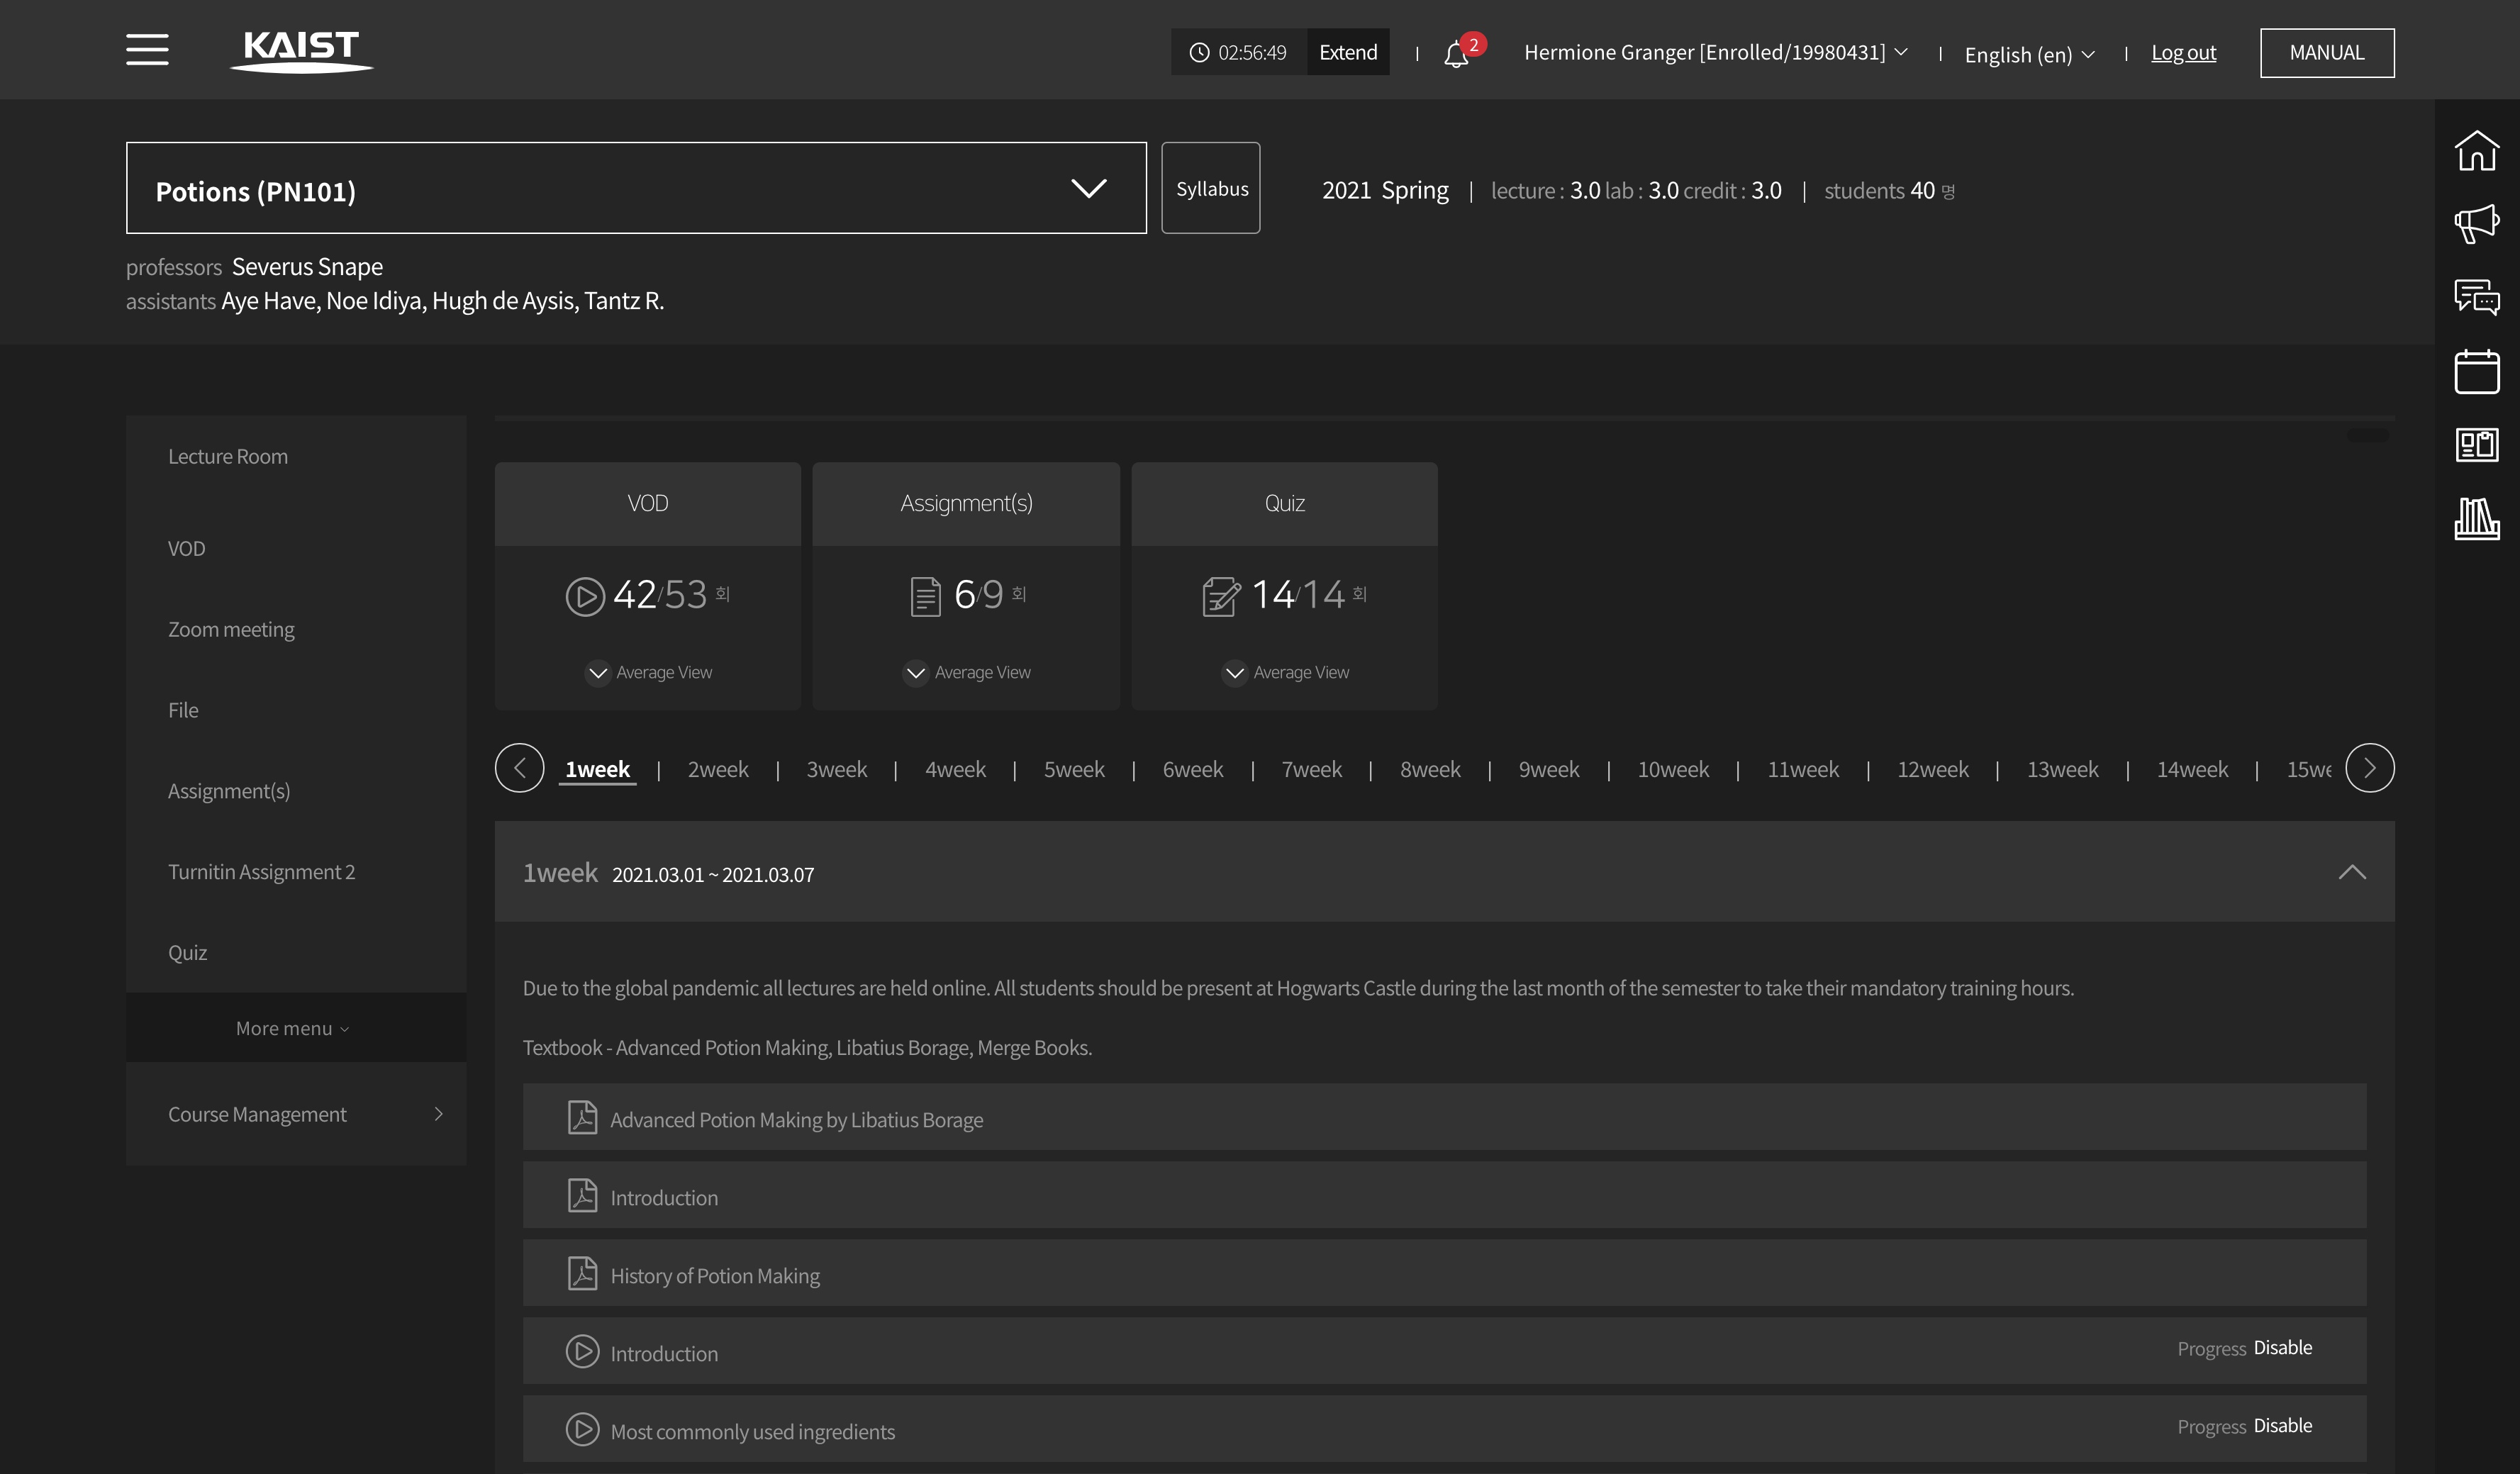 KAIST
02:56:49 Extend
2
Hermione Granger [Enrolled/19980431]
English (en)
Log out
MANUAL
Potions (PN101)
Syllabus
2021 Spring | lecture : 3.0 lab : 3.0 credit : 3.0 | students 40 명
professors Severus Snape
assistants Aye Have, Noe Idiya, Hugh de Aysis, Tantz R.
Lecture Room
VOD
Zoom meeting
File
Assignment(s)
Turnitin Assignment 2
Quiz
More menu
Course Management
VOD
42/53 회
Average View
Assignment(s)
6/9 회
Average View
Quiz
14/14 회
Average View
1week | 2week | 3week | 4week | 5week | 6week | 7week | 8week | 9week | 10week | 11week | 12week | 13week | 14week | 15we
1week 2021.03.01 ~ 2021.03.07
Due to the global pandemic all lectures are held online. All students should be present at Hogwarts Castle during the last month of the semester to take their mandatory training hours.
Textbook - Advanced Potion Making, Libatius Borage, Merge Books.
Advanced Potion Making by Libatius Borage
Introduction
History of Potion Making
Introduction
Progress Disable
Most commonly used ingredients
Progress Disable